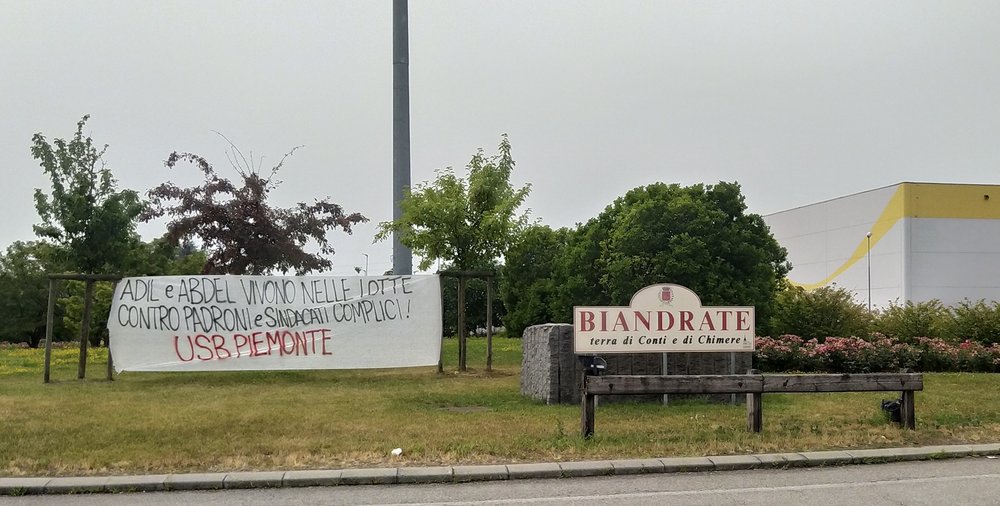 ADIL e ABDEL VIVONO NELLE LOTTE
CONTRO PADRONI e SINDACATI COMPLICI!
USB PIEMONTE
BIANDRATE
terra di Conti e di Chimere